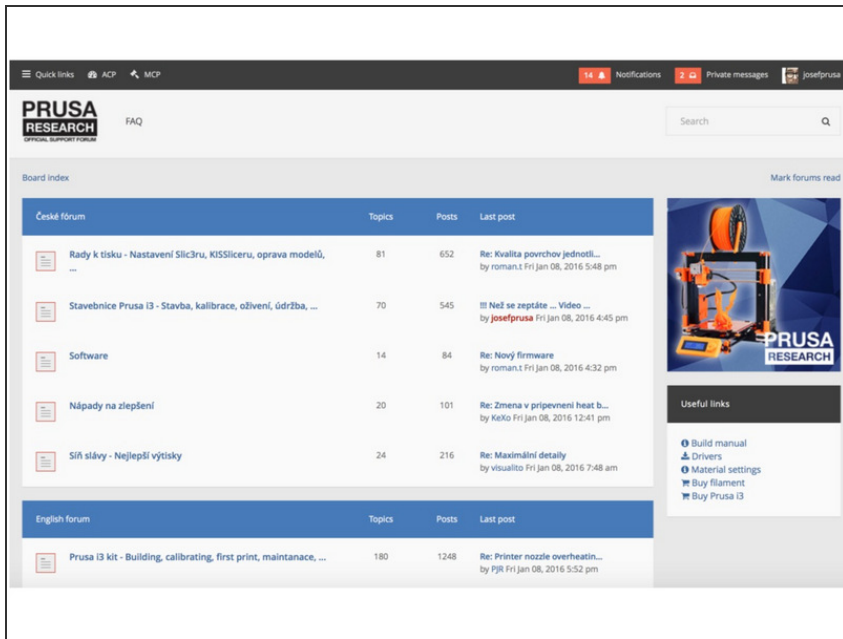 Quick links ACP MCP 14 Notifications 2 Private messages josefprusa
PRUSA
RESEARCH
OFFICIAL SUPPORT FORUM
FAQ
Search
Board index
Mark forums read
České fórum Topics Posts Last post
Rady k tisku - Nastavení Slic3ru, KISSliceru, oprava modelů, 81 652 Re: Kvalita povrchov jednotli...
... by roman.t Fri Jan 08, 2016 5:48 pm
Stavebnice Prusa i3 - Stavba, kalibrace, oživení, údržba, ... 70 545 !!! Než se zeptáte ... Video ...
by josefprusa Fri Jan 08, 2016 4:45 pm
Software 14 84 Re: Nový firmware
by roman.t Fri Jan 08, 2016 4:32 pm
Nápady na zlepšení 20 101 Re: Zmena v pripevneni heat b...
by KeXo Fri Jan 08, 2016 12:41 pm
Síň slávy - Nejlepší výtisky 24 216 Re: Maximální detaily
by visualito Fri Jan 08, 2016 7:48 am
English forum Topics Posts Last post
Prusa i3 kit - Building, calibrating, first print, maintanace, ... 180 1248 Re: Printer nozzle overheatin...
by PJR Fri Jan 08, 2016 5:52 pm
PRUSA
RESEARCH
Useful links
Build manual
Drivers
Material settings
Buy filament
Buy Prusa i3